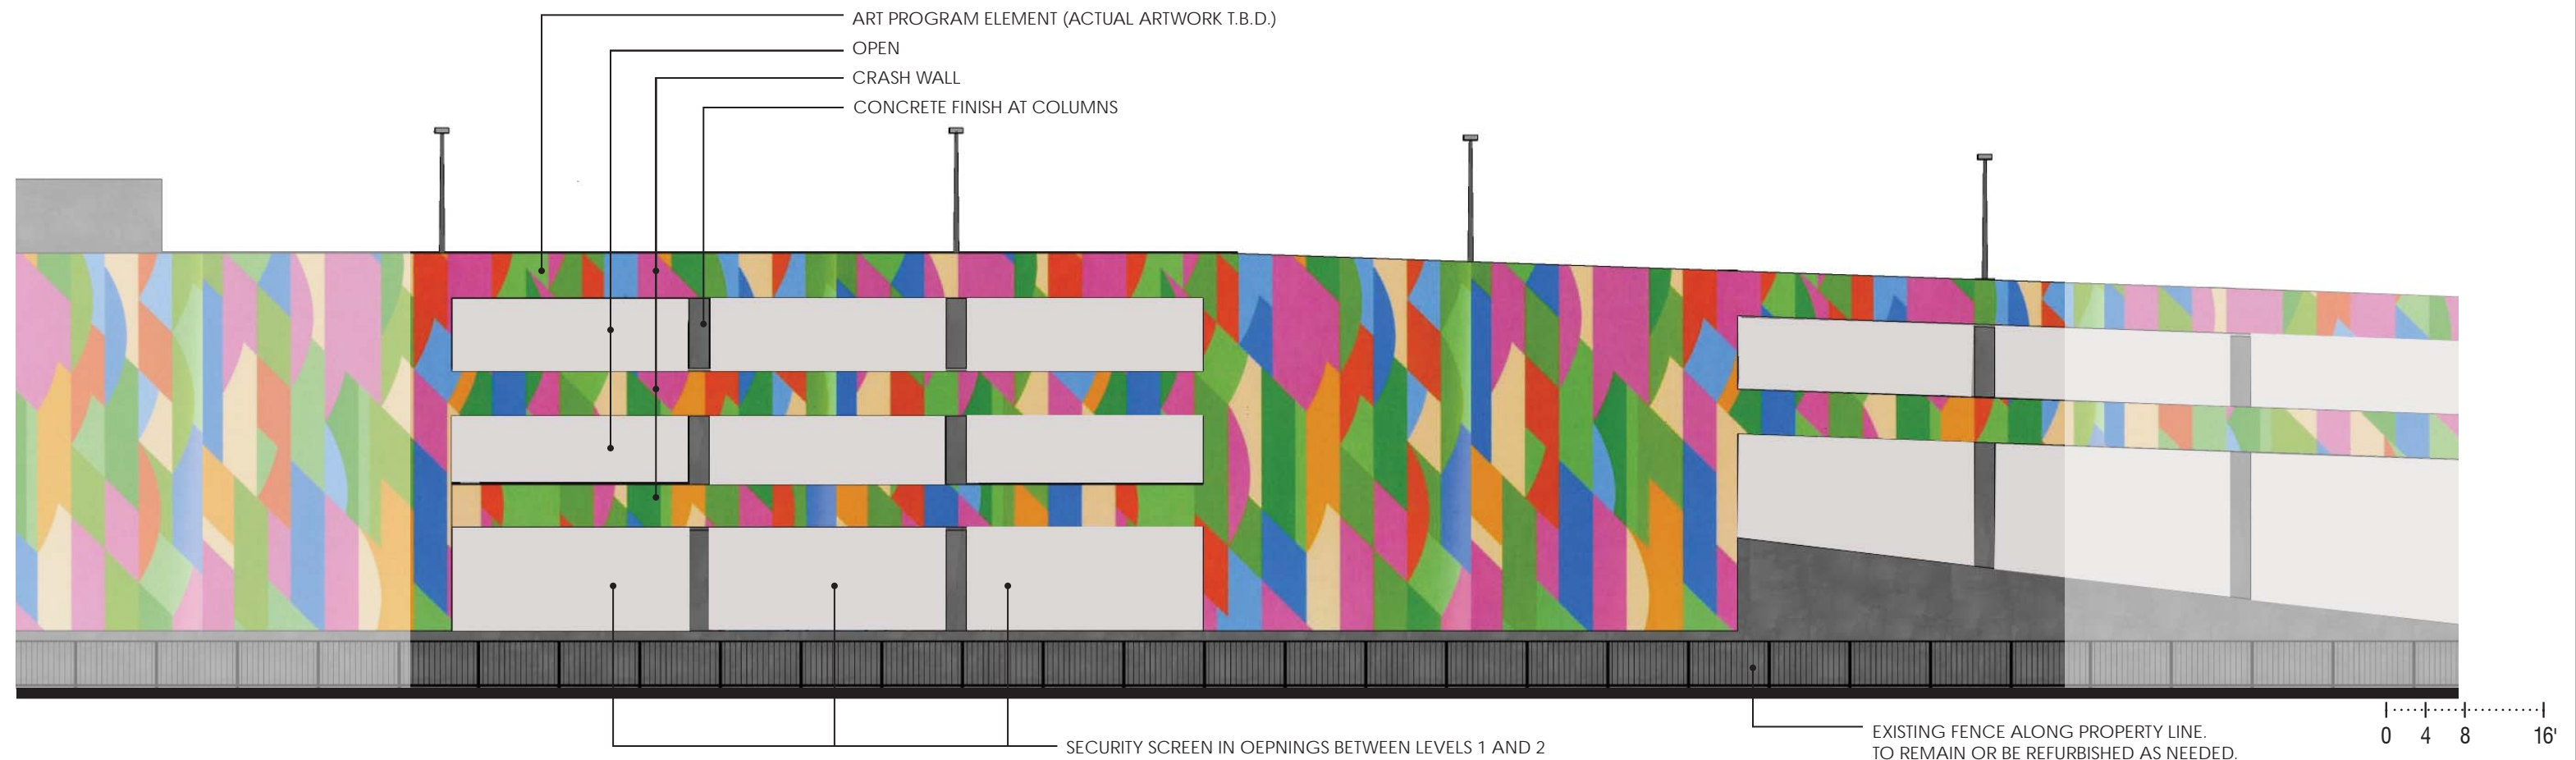 ART PROGRAM ELEMENT (ACTUAL ARTWORK T.B.D.)
OPEN
CRASH WALL
CONCRETE FINISH AT COLUMNS
SECURITY SCREEN IN OEPNINGS BETWEEN LEVELS 1 AND 2
EXISTING FENCE ALONG PROPERTY LINE.
TO REMAIN OR BE REFURBISHED AS NEEDED.
0 4 8 16'